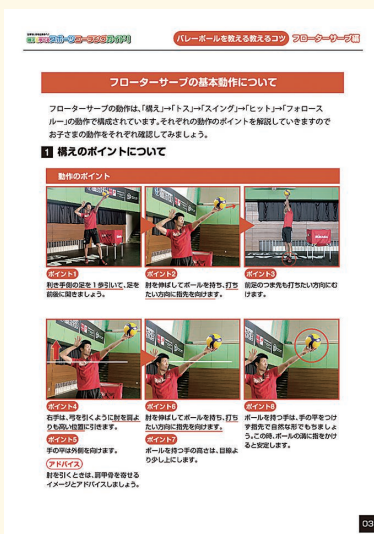 バレーボールを教える教えるコツ フローターサーブ編
フローターサーブの基本動作について
フローターサーブの動作は、「構え」→「トス」→「スイング」→「ヒット」→「フォロース
ルー」の動作で構成されています。それぞれの動作のポイントを解説していきますので
お子さまの動作をそれぞれ確認してみましょう。
1 構えのポイントについて
動作のポイント
ポイント1
利き手側の足を1歩引いて、足を
前後に開きましょう。
ポイント2
肘を伸ばしてボールを持ち、打ち
たい方向に指先を向けます。
ポイント3
前足のつま先も打ちたい方向にむ
けます。
ポイント4
右手は、弓を引くように肘を肩よ
りも高い位置に引きます。
ポイント5
手の平は外側を向けます。
アドバイス
肘を引くときは、肩甲骨を寄せる
イメージとアドバイスしましょう。
ポイント6
肘を伸ばしてボールを持ち、打ち
たい方向に指先を向けます。
ポイント7
ボールを持つ手の高さは、目線よ
り少し上にします。
ポイント8
ボールを持つ手は、手の平をつけ
ず指先で自然な形でもちましょ
う。この時、ボールの溝に指をかけ
ると安定します。
03